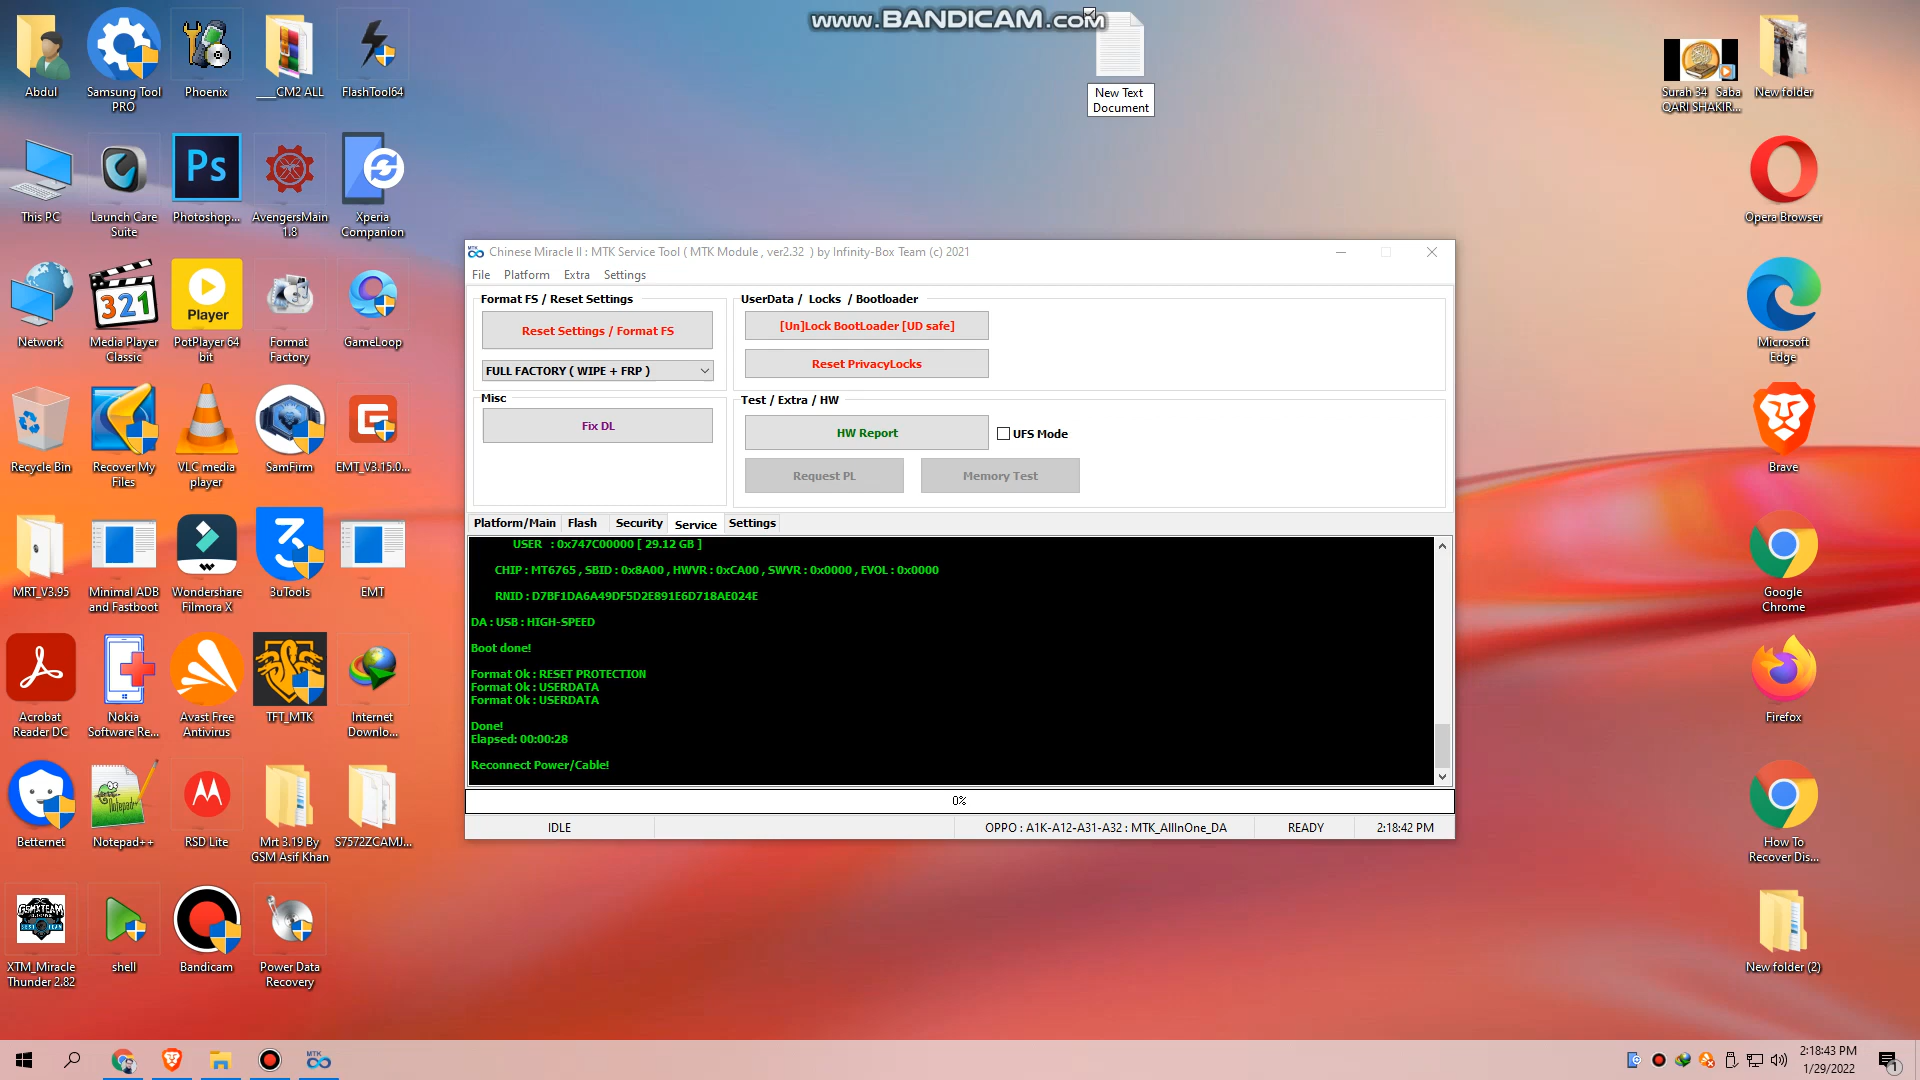 www.BANDICAM.com
Abdul
Samsung Tool
PRO
Phoenix
___CM2 ALL
FlashTool64
New Text
Document
Surah 34 Saba
QARI SHAKIR...
New folder
This PC
Launch Care
Suite
Ps
Photoshop...
AvengersMain
1.8
Xperia
Companion
Opera Browser
Network
321
Media Player
Classic
Player
PotPlayer 64
bit
Format
Factory
GameLoop
Microsoft
Edge
Recycle Bin
Recover My
Files
VLC media
player
SamFirm
EMT_V3.15.0...
Brave
MRT_V3.95
Minimal ADB
and Fastboot
Wondershare
Filmora X
3uTools
EMT
Google
Chrome
Acrobat
Reader DC
Nokia
Software Re...
Avast Free
Antivirus
TFT_MTK
Internet
Downlo...
Firefox
Betternet
Notepad++
RSD Lite
Mrt 3.19 By
GSM Asif Khan
S7572ZCAMJ...
How To
Recover Dis...
XTM_Miracle
Thunder 2.82
shell
Bandicam
Power Data
Recovery
New folder (2)
MTK Chinese Miracle II : MTK Service Tool ( MTK Module , ver2.32 ) by Infinity-Box Team (c) 2021
File Platform Extra Settings
Format FS / Reset Settings
Reset Settings / Format FS
FULL FACTORY ( WIPE + FRP )
Misc
Fix DL
UserData / Locks / Bootloader
[Un]Lock BootLoader [UD safe]
Reset PrivacyLocks
Test / Extra / HW
HW Report
UFS Mode
Request PL
Memory Test
Platform/Main Flash Security Service Settings
USER : 0x747C00000 [ 29.12 GB ]
CHIP : MT6765 , SBID : 0x8A00 , HWVR : 0xCA00 , SWVR : 0x0000 , EVOL : 0x0000
RNID : D7BF1DA6A49DF5D2E891E6D718AE024E
DA : USB : HIGH-SPEED
Boot done!
Format Ok : RESET PROTECTION
Format Ok : USERDATA
Format Ok : USERDATA
Done!
Elapsed: 00:00:28
Reconnect Power/Cable!
0%
IDLE
OPPO : A1K-A12-A31-A32 : MTK_AllInOne_DA
READY
2:18:42 PM
MTK
2:18:43 PM
1/29/2022
1